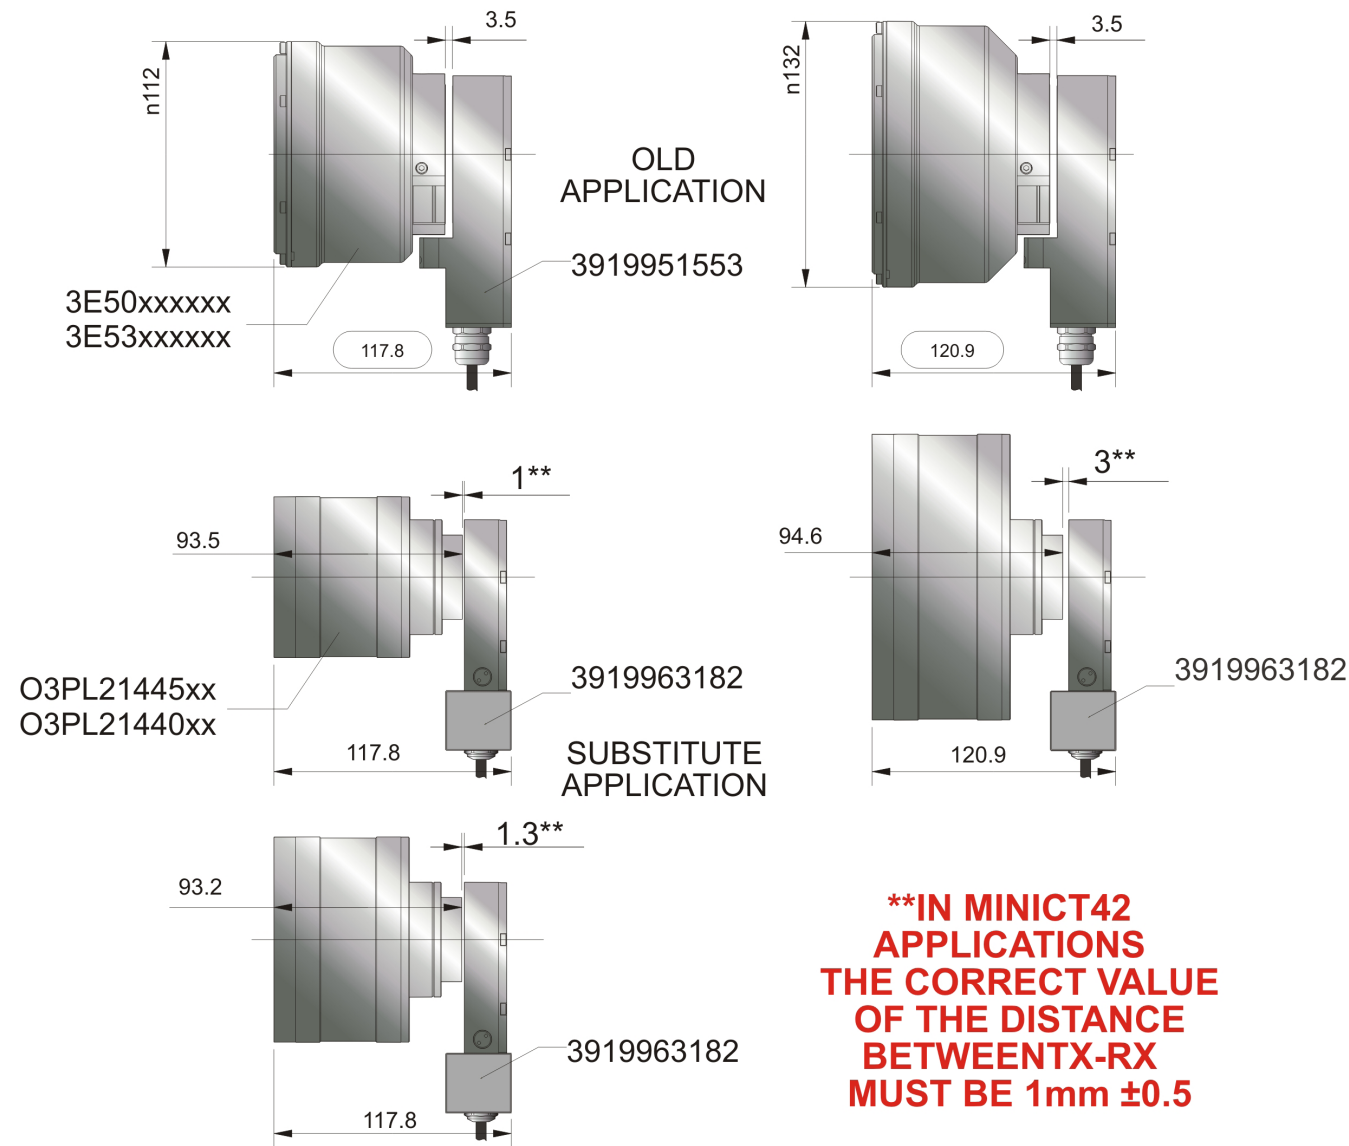 3.5
n112
OLD
APPLICATION
3919951553
3E50xxxxxx
3E53xxxxxx
117.8
3.5
n132
120.9
1**
93.5
O3PL21445xx
O3PL21440xx
3919963182
117.8
SUBSTITUTE
APPLICATION
3**
94.6
3919963182
120.9
1.3**
93.2
3919963182
117.8
**IN MINICT42
APPLICATIONS
THE CORRECT VALUE
OF THE DISTANCE
BETWEENTX-RX
MUST BE 1mm ±0.5